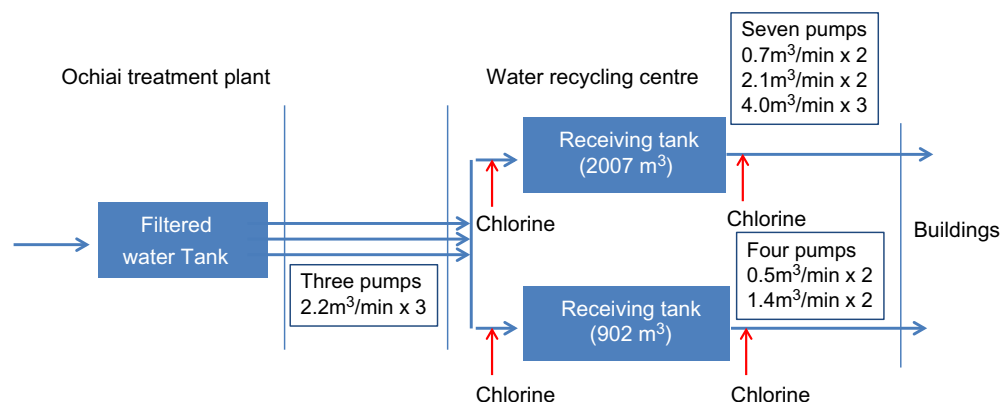 Ochiai treatment plant
Water recycling centre
Seven pumps
0.7m³/min x 2
2.1m³/min x 2
4.0m³/min x 3
Receiving tank
(2007 m³)
Chlorine
Chlorine
Filtered
water Tank
Three pumps
2.2m³/min x 3
Four pumps
0.5m³/min x 2
1.4m³/min x 2
Buildings
Receiving tank
(902 m³)
Chlorine
Chlorine